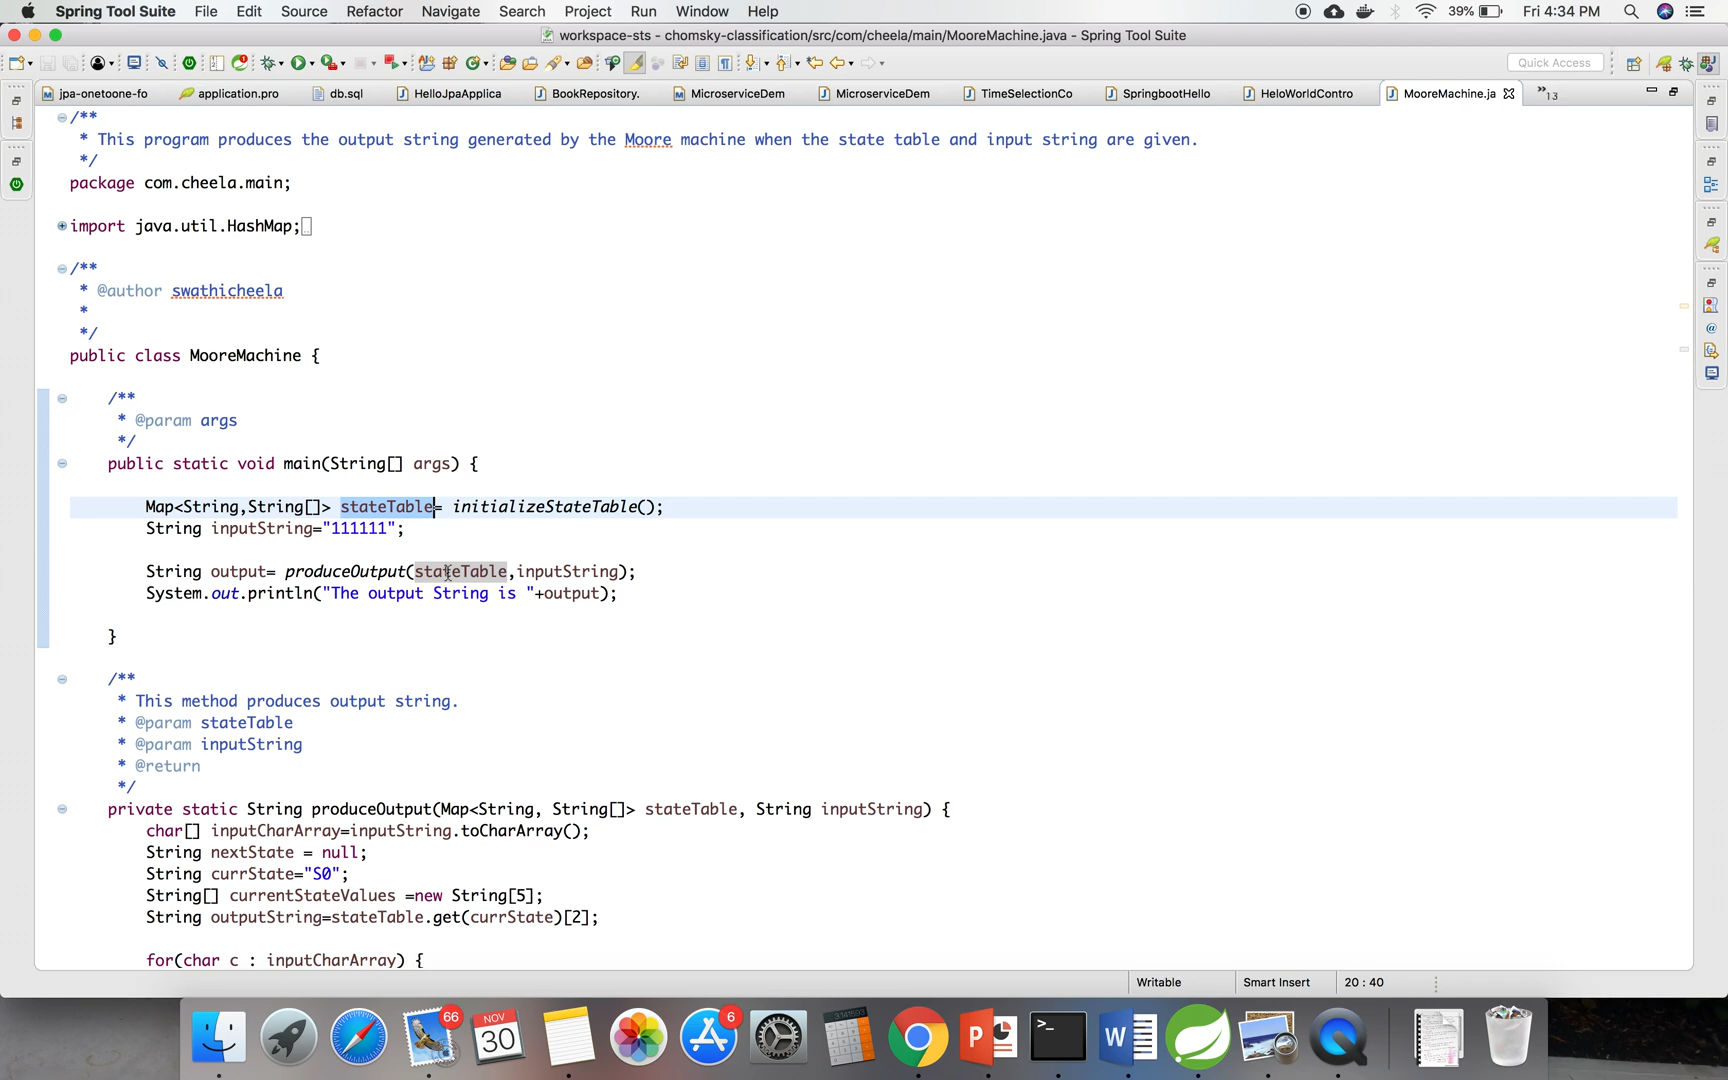 Spring Tool Suite File Edit Source Refactor Navigate Search Project Run Window Help 39% Fri 4:34 PM
workspace-sts - chomsky-classification/src/com/cheela/main/MooreMachine.java - Spring Tool Suite
Quick Access
jpa-onetoone-fo application.pro db.sql HelloJpaApplica BookRepository. MicroserviceDem MicroserviceDem TimeSelectionCo SpringbootHello HeloWorldContro MooreMachine.ja »13
/**
* This program produces the output string generated by the Moore machine when the state table and input string are given.
*/
package com.cheela.main;
import java.util.HashMap;
/**
* @author swathicheela
*
*/
public class MooreMachine {
/**
* @param args
*/
public static void main(String[] args) {
Map<String,String[]> stateTable= initializeStateTable();
String inputString="111111";
String output= produceOutput(stateTable,inputString);
System.out.println("The output String is "+output);
}
/**
* This method produces output string.
* @param stateTable
* @param inputString
* @return
*/
private static String produceOutput(Map<String, String[]> stateTable, String inputString) {
char[] inputCharArray=inputString.toCharArray();
String nextState = null;
String currState="S0";
String[] currentStateValues =new String[5];
String outputString=stateTable.get(currState)[2];
for(char c : inputCharArray) {
Writable Smart Insert 20 : 40
66 NOV 30 6